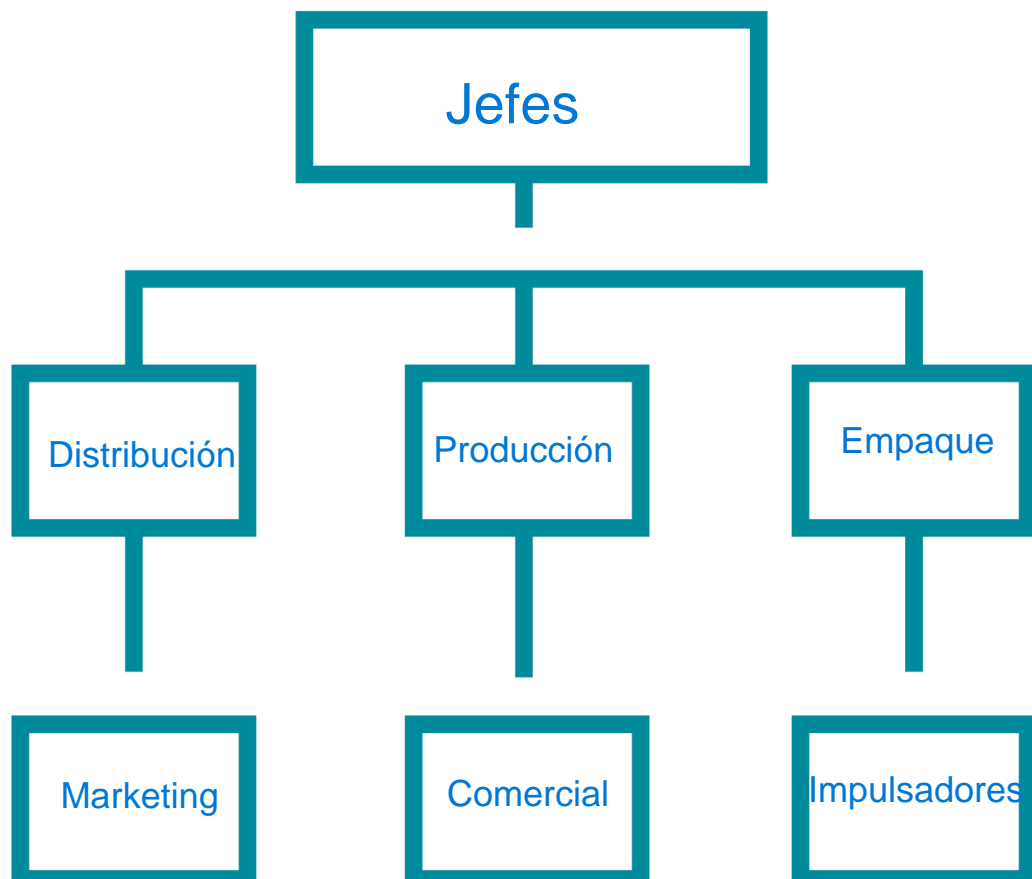 Jefes
Distribución
Producción
Empaque
Marketing
Comercial
Impulsadores